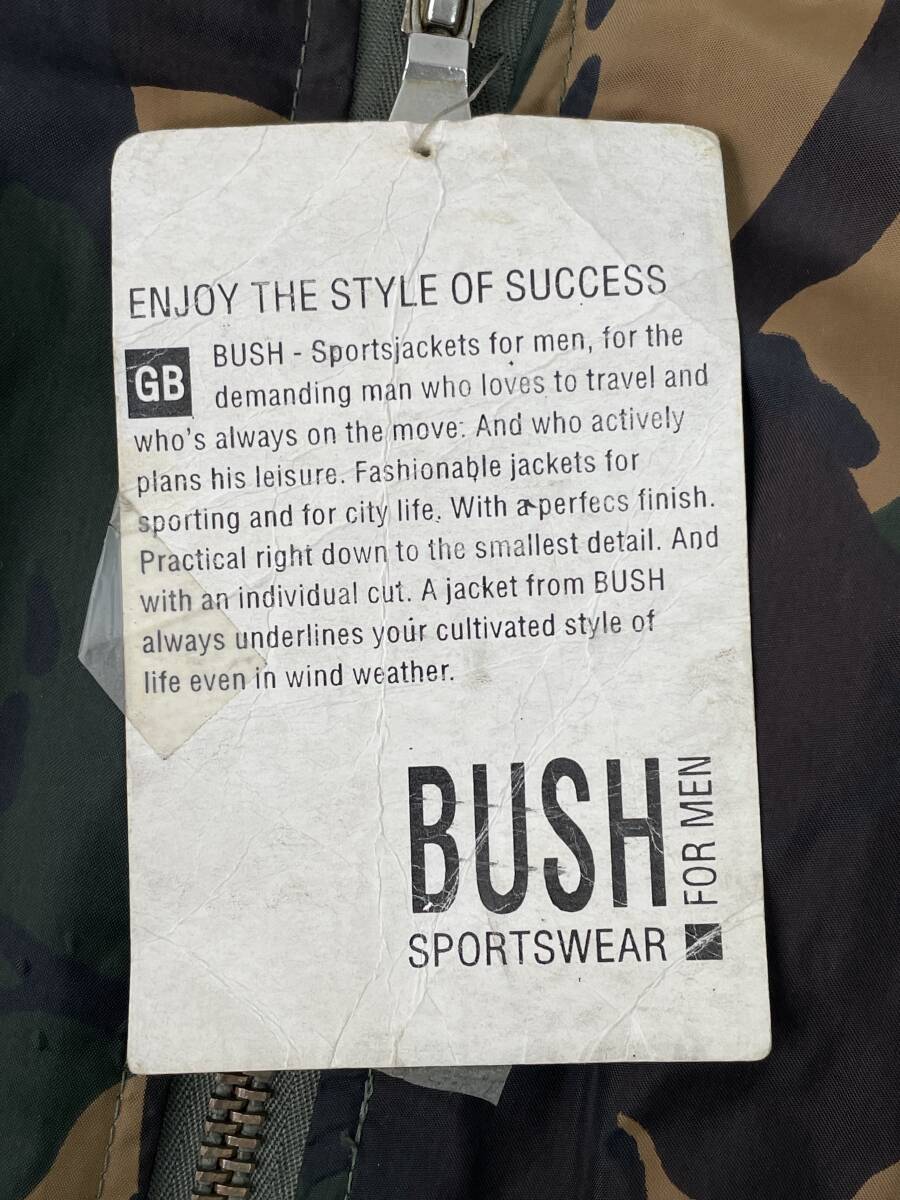 ENJOY THE STYLE OF SUCCESS
GB BUSH - Sportsjackets for men, for the
demanding man who loves to travel and
who's always on the move. And who actively
plans his leisure. Fashionable jackets for
sporting and for city life. With a perfecs finish.
Practical right down to the smallest detail. And
with an individual cut. A jacket from BUSH
always underlines your cultivated style of
life even in wind weather.
BUSH
FOR MEN
SPORTSWEAR